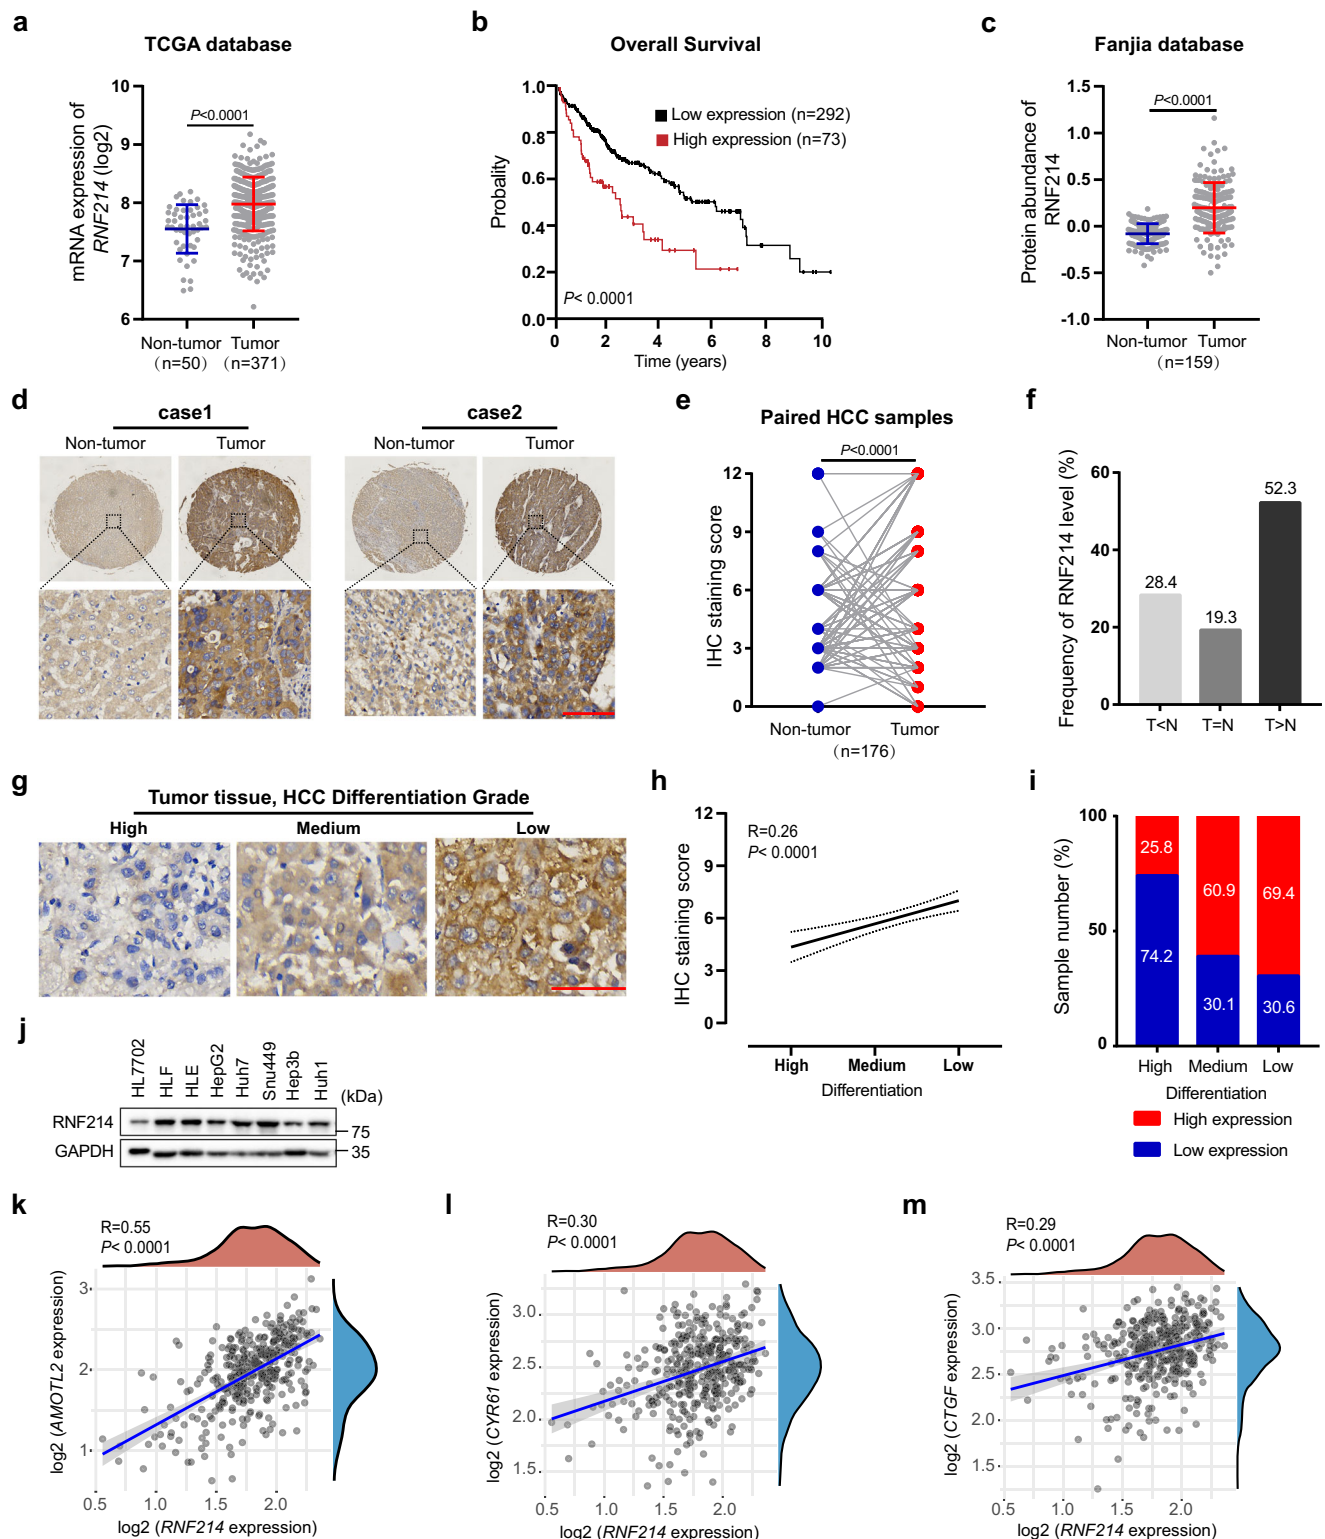 a
TCGA database
mRNA expression of
RNF214 (log2)
10
9
8
7
6
P<0.0001
Non-tumor
(n=50)
Tumor
(n=371)
b
Overall Survival
Probality
1.0
0.8
0.6
0.4
0.2
0.0
Low expression (n=292)
High expression (n=73)
P< 0.0001
0 2 4 6 8 10
Time (years)
c
Fanjia database
Protein abundance of
RNF214
1.5
1.0
0.5
0.0
-0.5
-1.0
P<0.0001
Non-tumor Tumor
(n=159)
d
case1
Non-tumor Tumor
case2
Non-tumor Tumor
e
Paired HCC samples
P<0.0001
IHC staining score
12
9
6
3
0
Non-tumor Tumor
(n=176)
f
Frequency of RNF214 level (%)
60
40
20
0
28.4
19.3
52.3
T<N T=N T>N
g
Tumor tissue, HCC Differentiation Grade
High Medium Low
h
IHC staining score
12
9
6
3
0
R=0.26
P< 0.0001
High Medium Low
Differentiation
i
Sample number (%)
100
50
0
25.8
74.2
60.9
30.1
69.4
30.6
High Medium Low
Differentiation
High expression
Low expression
j
HL7702
HLF
HLE
HepG2
Huh7
Snu449
Hep3b
Huh1
(kDa)
RNF214
75
GAPDH
35
k
R=0.55
P< 0.0001
log2 (AMOTL2 expression)
3
2
1
0.5 1.0 1.5 2.0
log2 (RNF214 expression)
l
R=0.30
P< 0.0001
log2 (CYR61 expression)
3.0
2.5
2.0
1.5
0.5 1.0 1.5 2.0
log2 (RNF214 expression)
m
R=0.29
P< 0.0001
log2 (CTGF expression)
3.5
3.0
2.5
2.0
1.5
0.5 1.0 1.5 2.0
log2 (RNF214 expression)